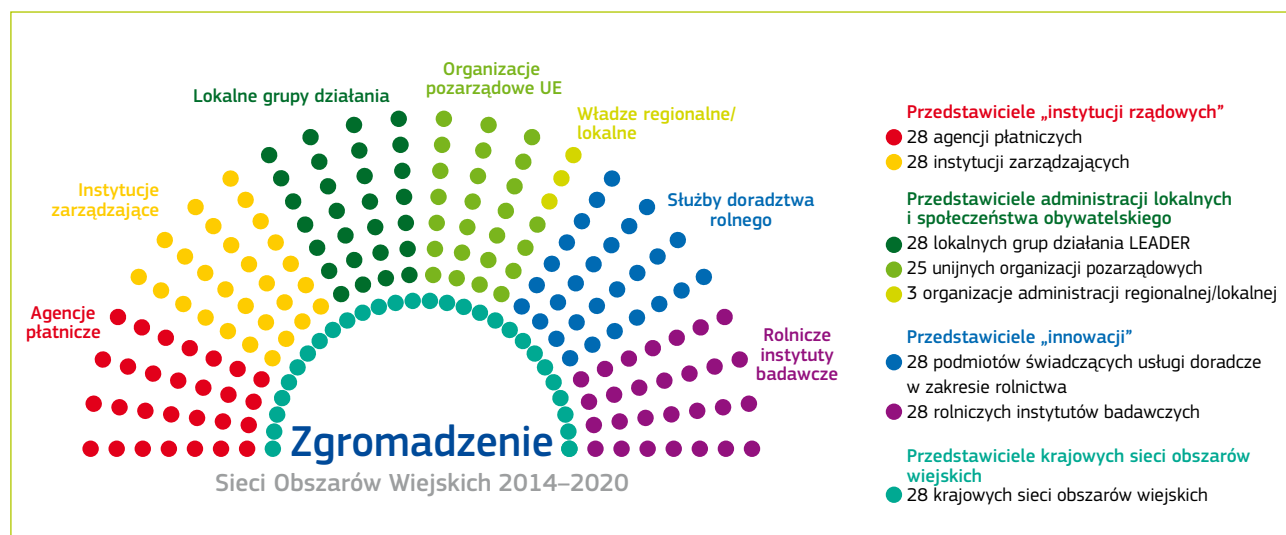 Organizacje
pozarządowe UE
Lokalne grupy działania
Władze regionalne/
lokalne
Instytucje
zarządzające
Służby doradztwa
rolnego
Agencje
płatnicze
Rolnicze
instytuty
badawcze
Zgromadzenie
Sieci Obszarów Wiejskich 2014–2020
Przedstawiciele „instytucji rządowych”
28 agencji płatniczych
28 instytucji zarządzających
Przedstawiciele administracji lokalnych
i społeczeństwa obywatelskiego
28 lokalnych grup działania LEADER
25 unijnych organizacji pozarządowych
3 organizacje administracji regionalnej/lokalnej
Przedstawiciele „innowacji”
28 podmiotów świadczących usługi doradcze
w zakresie rolnictwa
28 rolniczych instytutów badawczych
Przedstawiciele krajowych sieci obszarów
wiejskich
28 krajowych sieci obszarów wiejskich